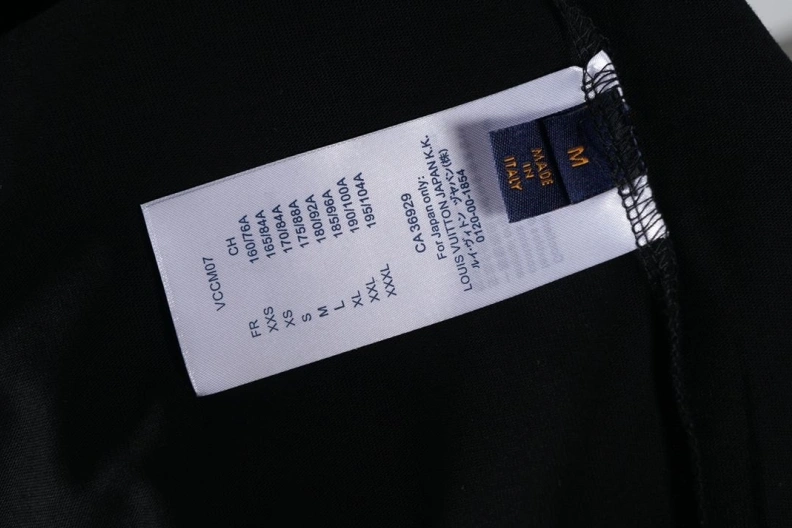 VCCM07
FR CH
XXS 160/76A
XS 165/84A
S 170/84A
M 175/88A
L 180/92A
XL 185/96A
XXL 190/100A
XXXL 195/104A
CA 36929
For Japan only:
LOUIS VUITTON JAPAN K.K.
ルイ・ヴィトン ジャパン(株)
0120-00-1854
M
MADE
IN
ITALY